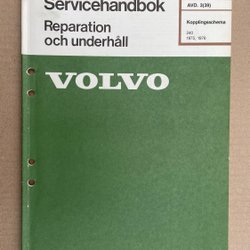 Servicehandbok
Reparation
och underhåll
AVD. 3(39)
Kopplingsschema
240
1975, 1976
VOLVO